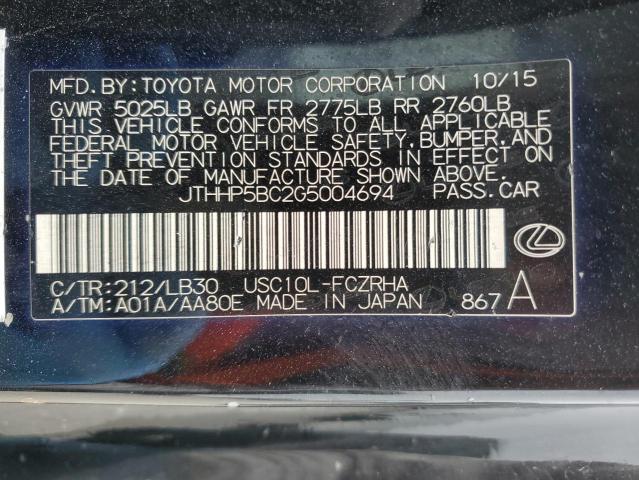 MFD. BY: TOYOTA MOTOR CORPORATION 10/15
GVWR 5025LB GAWR FR 2775LB RR 2760LB
THIS VEHICLE CONFORMS TO ALL APPLICABLE
FEDERAL MOTOR VEHICLE SAFETY, BUMPER, AND
THEFT PREVENTION STANDARDS IN EFFECT ON
THE DATE OF MANUFACTURE SHOWN ABOVE.
JTHHP5BC2G5004694 PASS. CAR
C/TR: 212/LB30 USC10L-FCZRHA
A/TM: A01A/AA80E MADE IN JAPAN 867 A